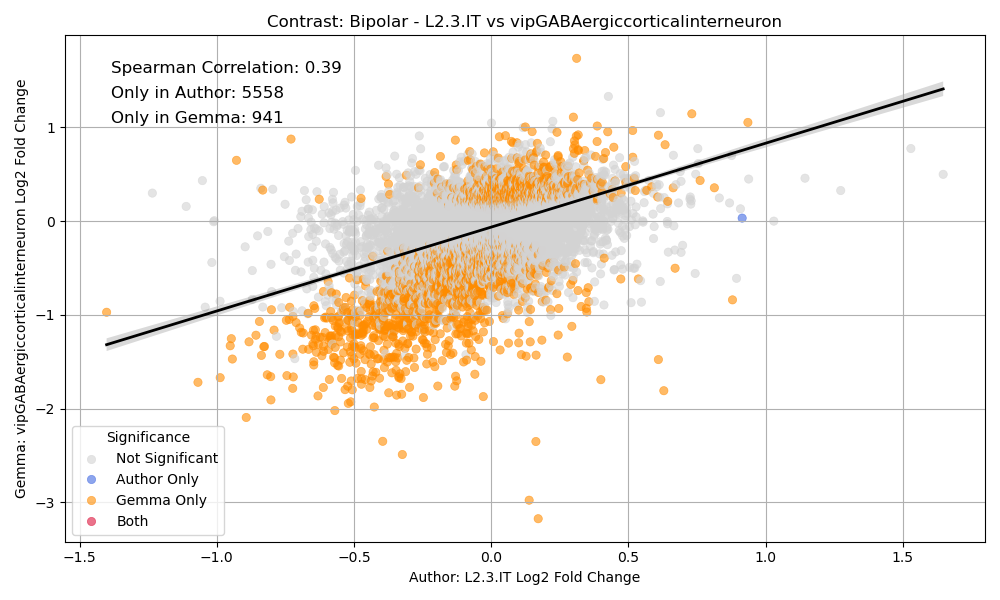 Contrast: Bipolar - L2.3.IT vs vipGABAergiccorticalinterneuron
Spearman Correlation: 0.39
Only in Author: 5558
Only in Gemma: 941
Gemma: vipGABAergiccorticalinterneuron Log2 Fold Change
1
0
−1
−2
−3
Significance
Not Significant
Author Only
Gemma Only
Both
−1.5
−1.0
−0.5
0.0
0.5
1.0
1.5
Author: L2.3.IT Log2 Fold Change